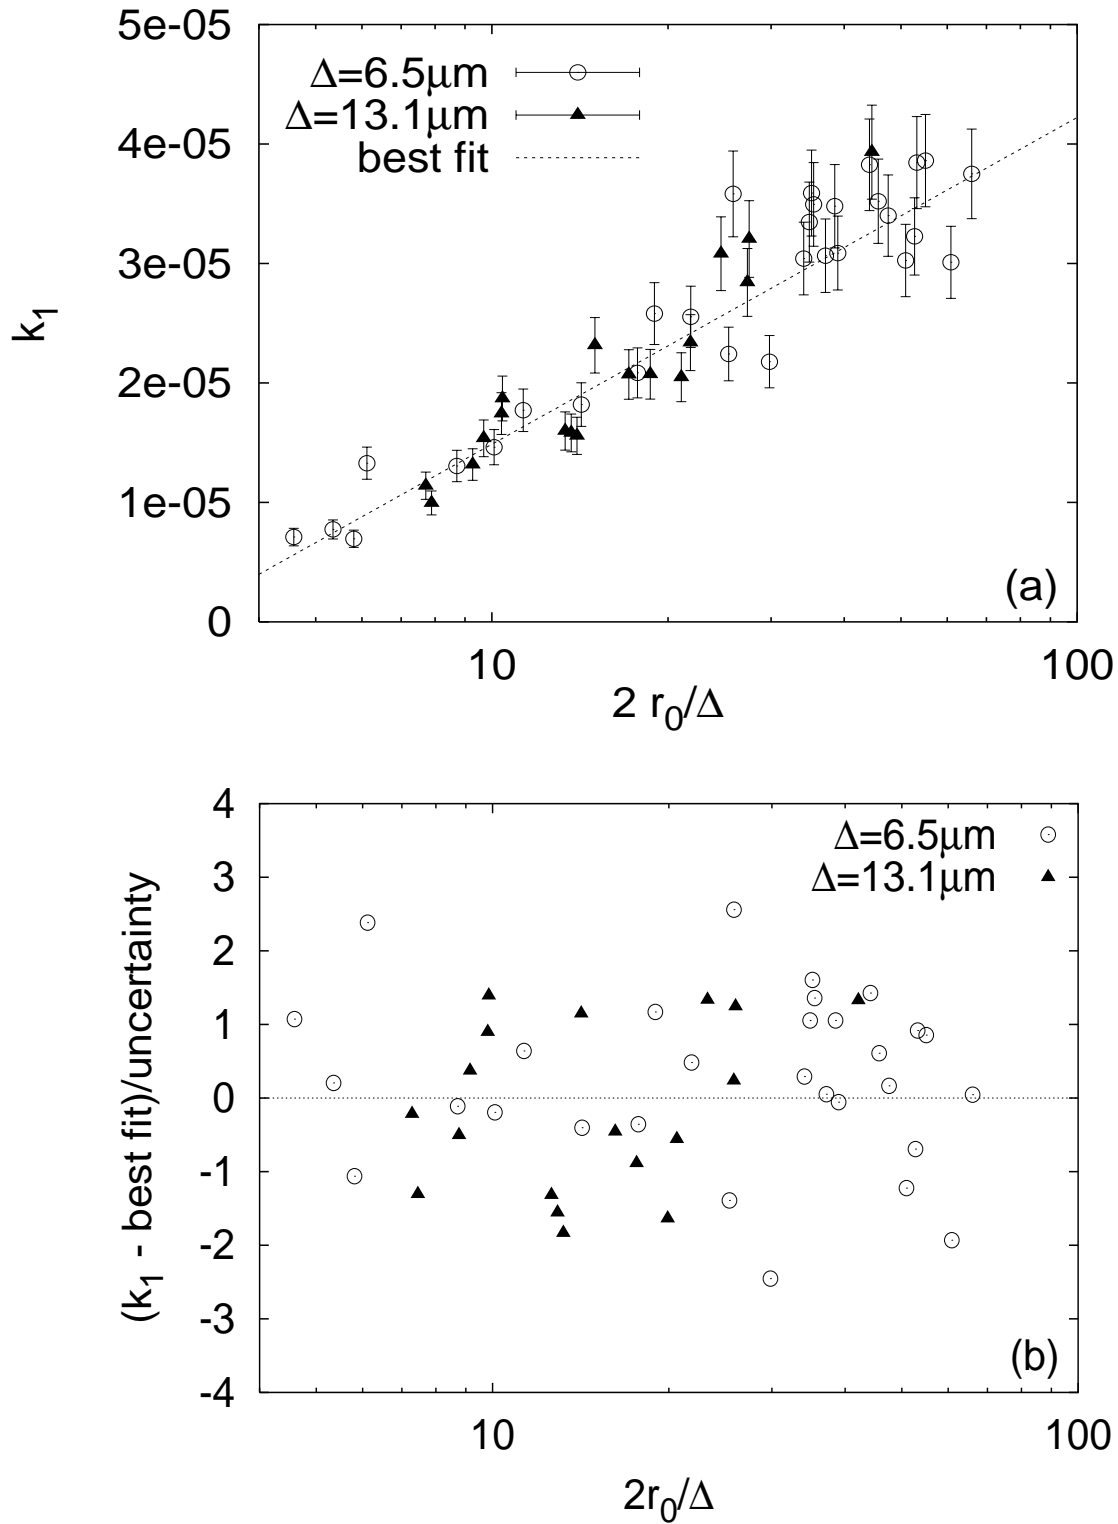 5e-05
4e-05
3e-05
2e-05
1e-05
0
k1
Δ=6.5μm
Δ=13.1μm
best fit
(a)
10
100
2 r0/Δ
4
3
2
1
0
-1
-2
-3
-4
(k1 - best fit)/uncertainty
Δ=6.5μm
Δ=13.1μm
(b)
10
100
2r0/Δ